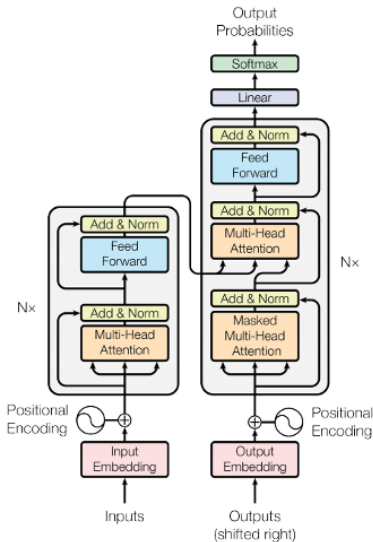 Output
Probabilities
Softmax
Linear
Add & Norm
Feed
Forward
Add & Norm
Multi-Head
Attention
Add & Norm
Masked
Multi-Head
Attention
Nx
Positional
Encoding
Output
Embedding
Outputs
(shifted right)
Add & Norm
Feed
Forward
Add & Norm
Multi-Head
Attention
Nx
Positional
Encoding
Input
Embedding
Inputs